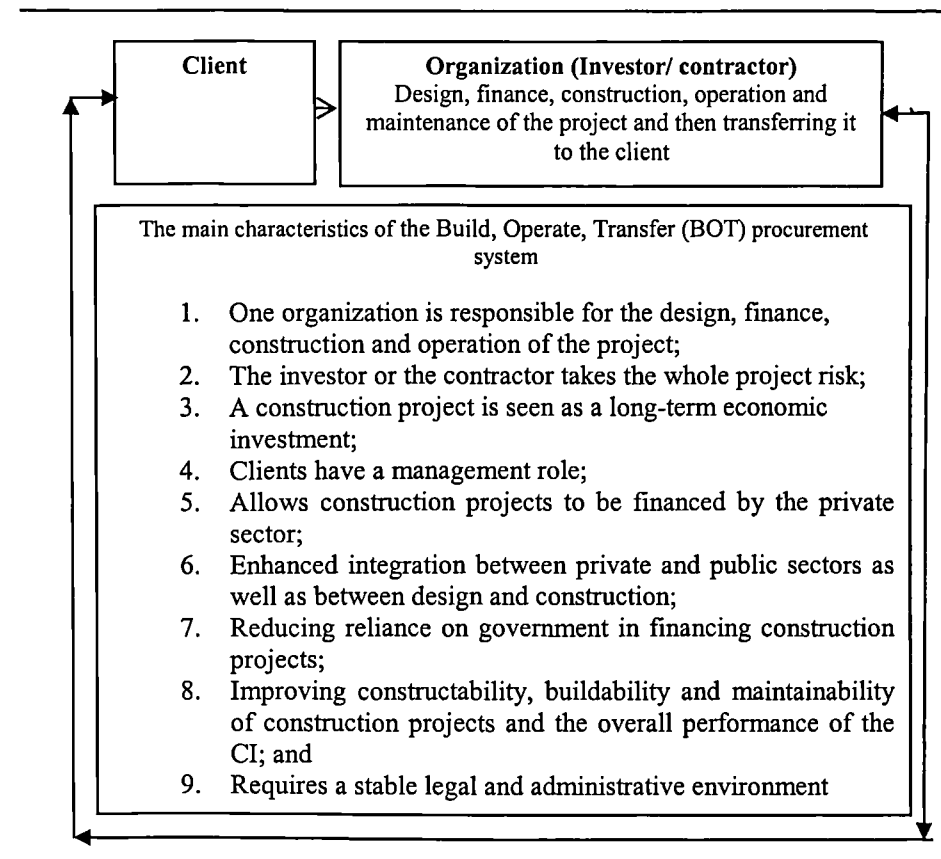 Client
Organization (Investor/ contractor)
Design, finance, construction, operation and
maintenance of the project and then transferring it
to the client
The main characteristics of the Build, Operate, Transfer (BOT) procurement
system
1. One organization is responsible for the design, finance,
construction and operation of the project;
2. The investor or the contractor takes the whole project risk;
3. A construction project is seen as a long-term economic
investment;
4. Clients have a management role;
5. Allows construction projects to be financed by the private
sector;
6. Enhanced integration between private and public sectors as
well as between design and construction;
7. Reducing reliance on government in financing construction
projects;
8. Improving constructability, buildability and maintainability
of construction projects and the overall performance of the
CI; and
9. Requires a stable legal and administrative environment